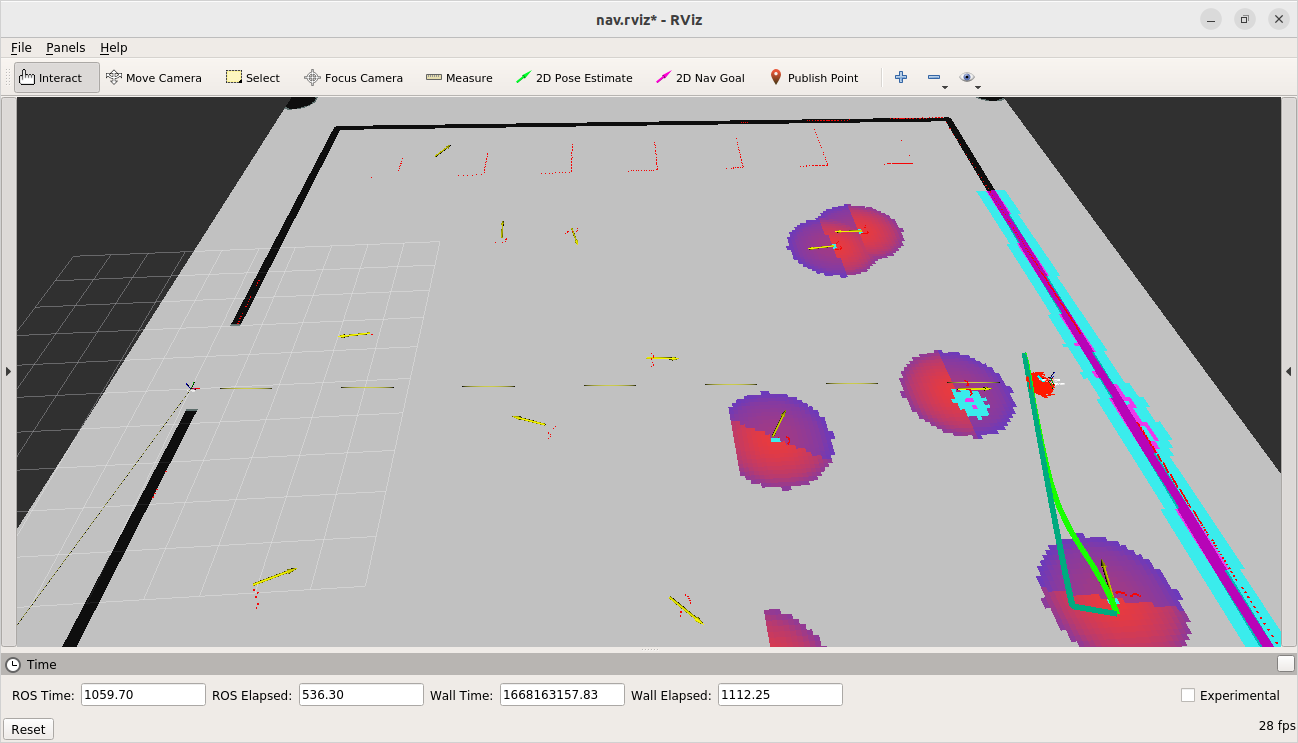 nav.rviz* - RViz
File Panels Help
Interact Move Camera Select Focus Camera Measure 2D Pose Estimate 2D Nav Goal Publish Point
Time
ROS Time: 1059.70 ROS Elapsed: 536.30 Wall Time: 1668163157.83 Wall Elapsed: 1112.25 Experimental
Reset 28 fps